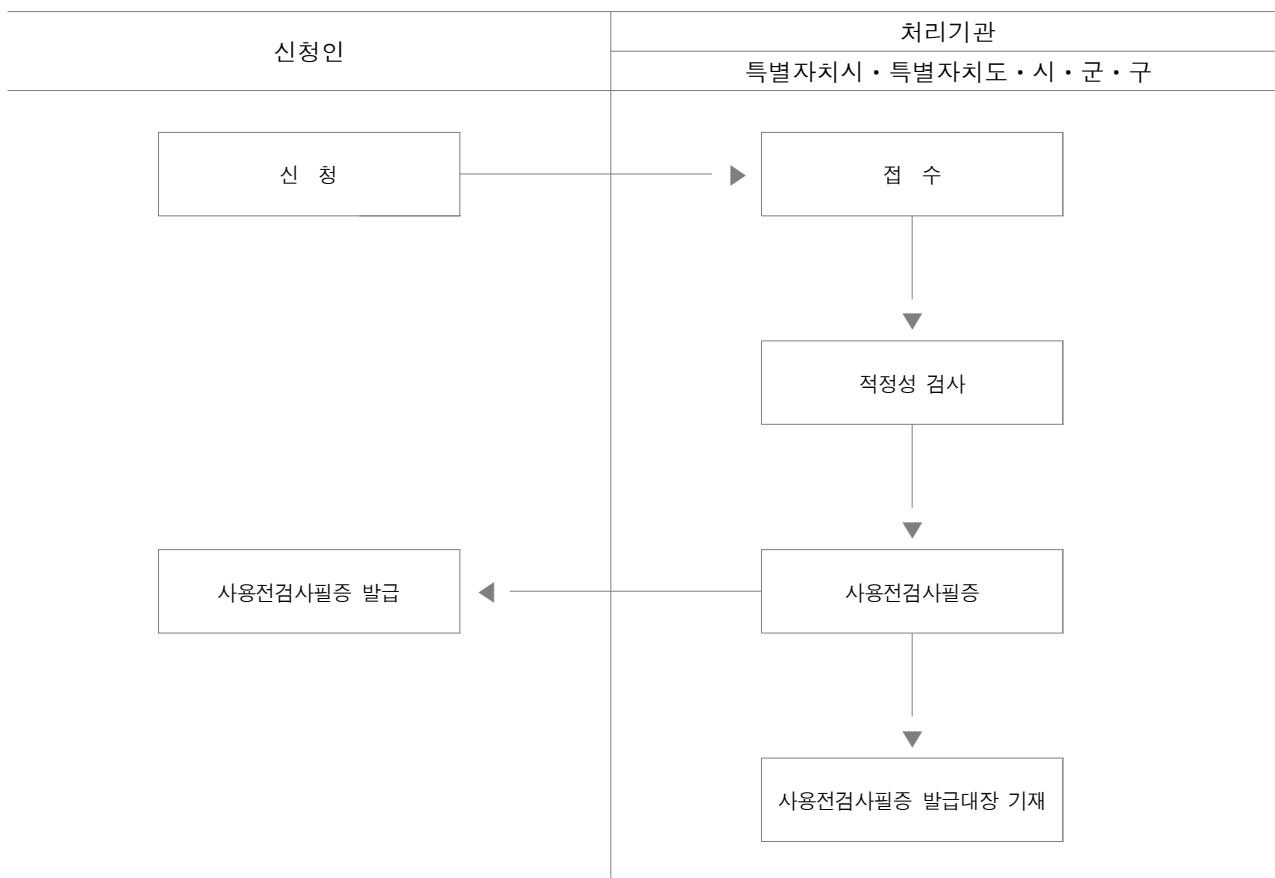 신청인
처리기관
특별자치시・특별자치도・시・군・구
신 청
접 수
적정성 검사
사용전검사필증 발급
사용전검사필증
사용전검사필증 발급대장 기재